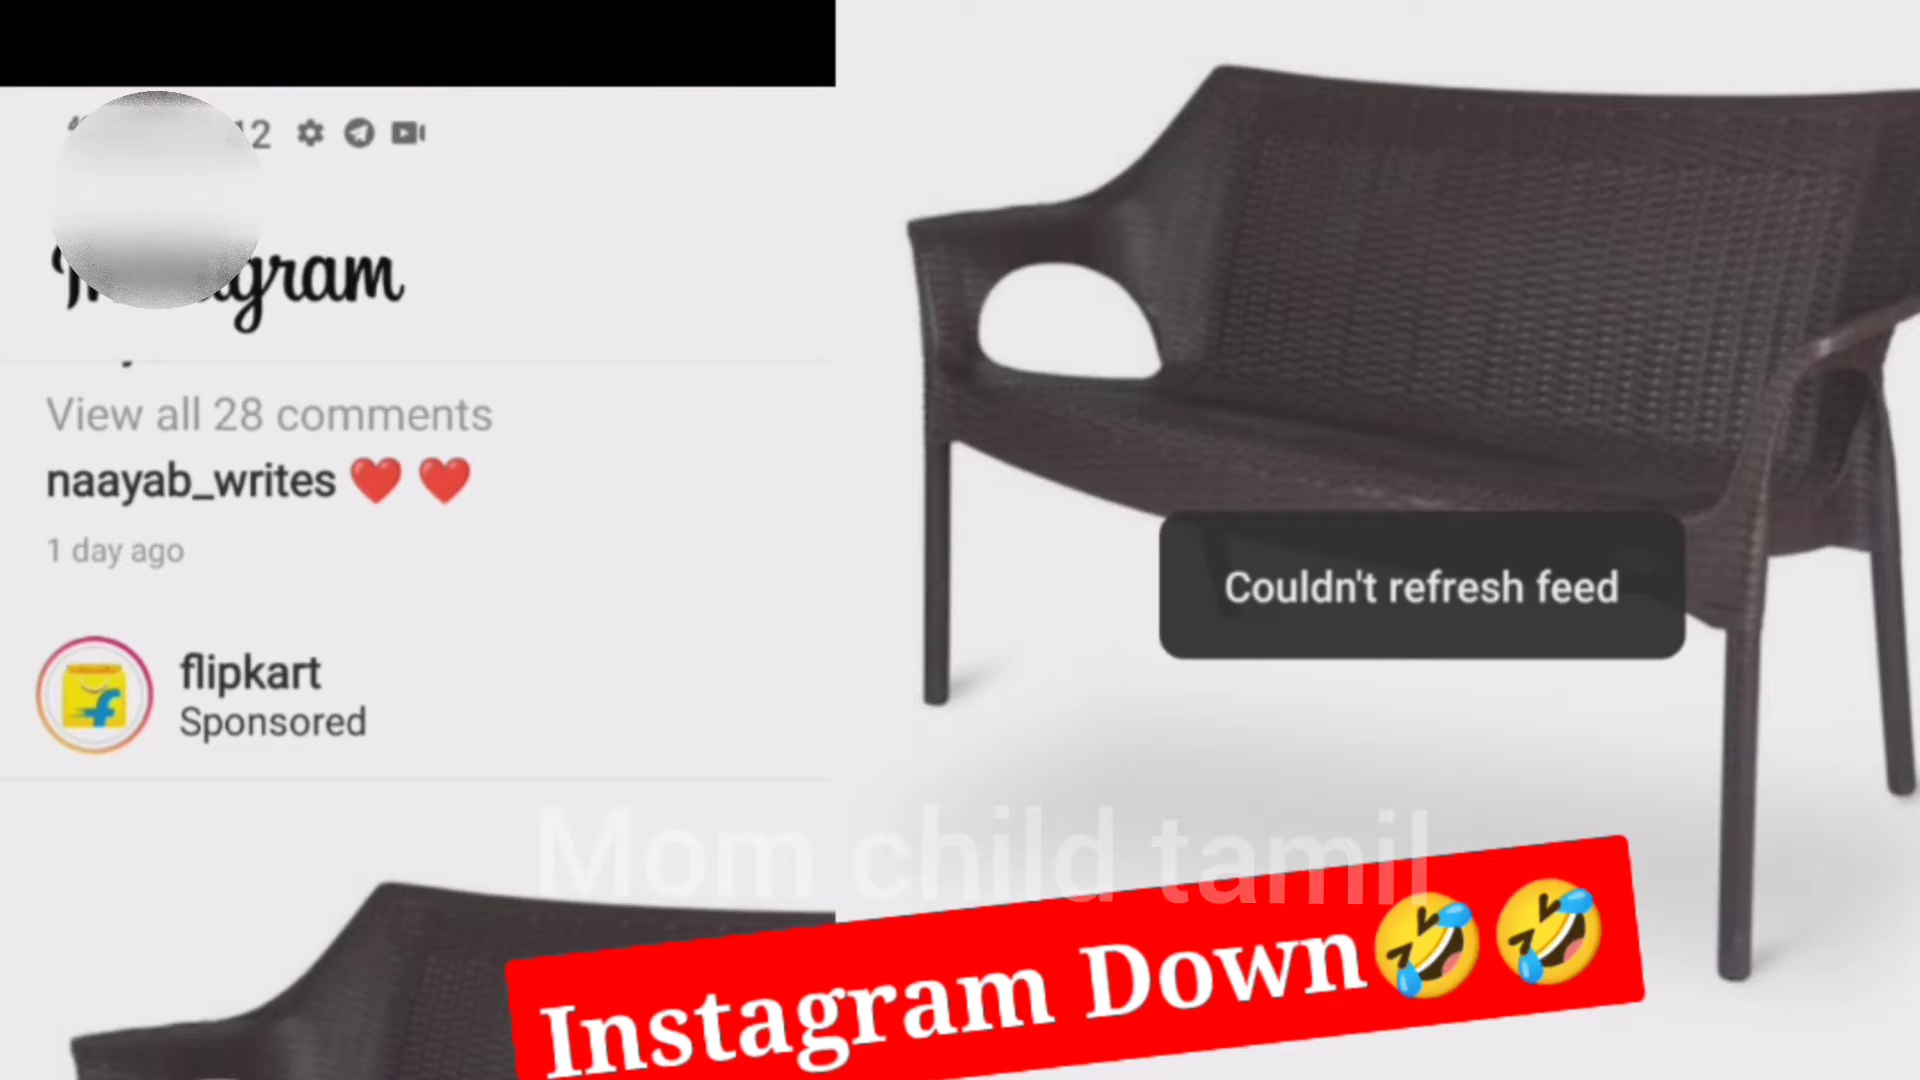 12
Instagram
View all 28 comments
naayab_writes ❤️ ❤️
1 day ago
flipkart
Sponsored
Couldn't refresh feed
Mom child tamil
Instagram Down🤣🤣